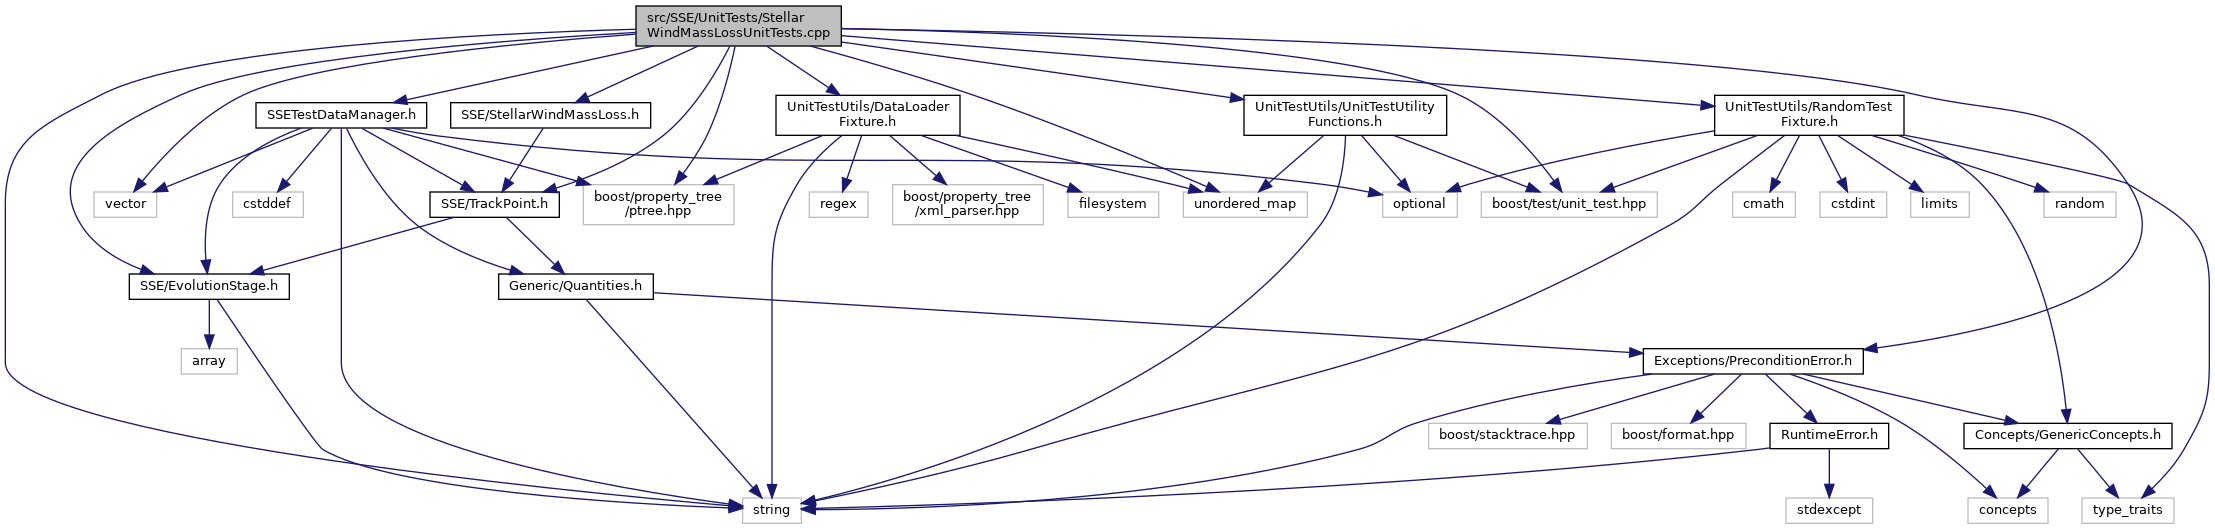 src/SSE/UnitTests/Stellar
WindMassLossUnitTests.cpp
SSETestDataManager.h
SSE/StellarWindMassLoss.h
UnitTestUtils/DataLoader
Fixture.h
UnitTestUtils/UnitTestUtility
Functions.h
UnitTestUtils/RandomTest
Fixture.h
vector
cstddef
SSE/TrackPoint.h
boost/property_tree
/ptree.hpp
regex
boost/property_tree
/xml_parser.hpp
filesystem
unordered_map
optional
boost/test/unit_test.hpp
cmath
cstdint
limits
random
SSE/EvolutionStage.h
Generic/Quantities.h
array
Exceptions/PreconditionError.h
boost/stacktrace.hpp
boost/format.hpp
RuntimeError.h
Concepts/GenericConcepts.h
string
stdexcept
concepts
type_traits